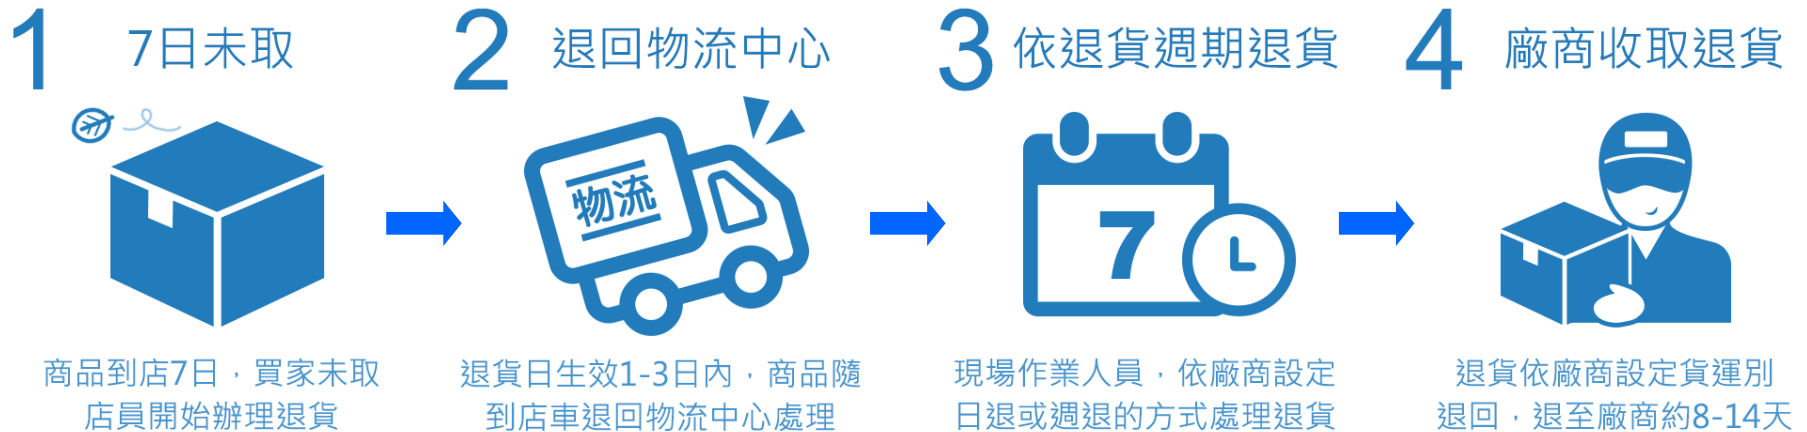 1 7日未取
2 退回物流中心
3 依退貨週期退貨
4 廠商收取退貨
物流
7
商品到店7日，買家未取
店員開始辦理退貨
退貨日生效1-3日內，商品隨
到店車退回物流中心處理
現場作業人員，依廠商設定
日退或週退的方式處理退貨
退貨依廠商設定貨運別
退回，退至廠商約8-14天